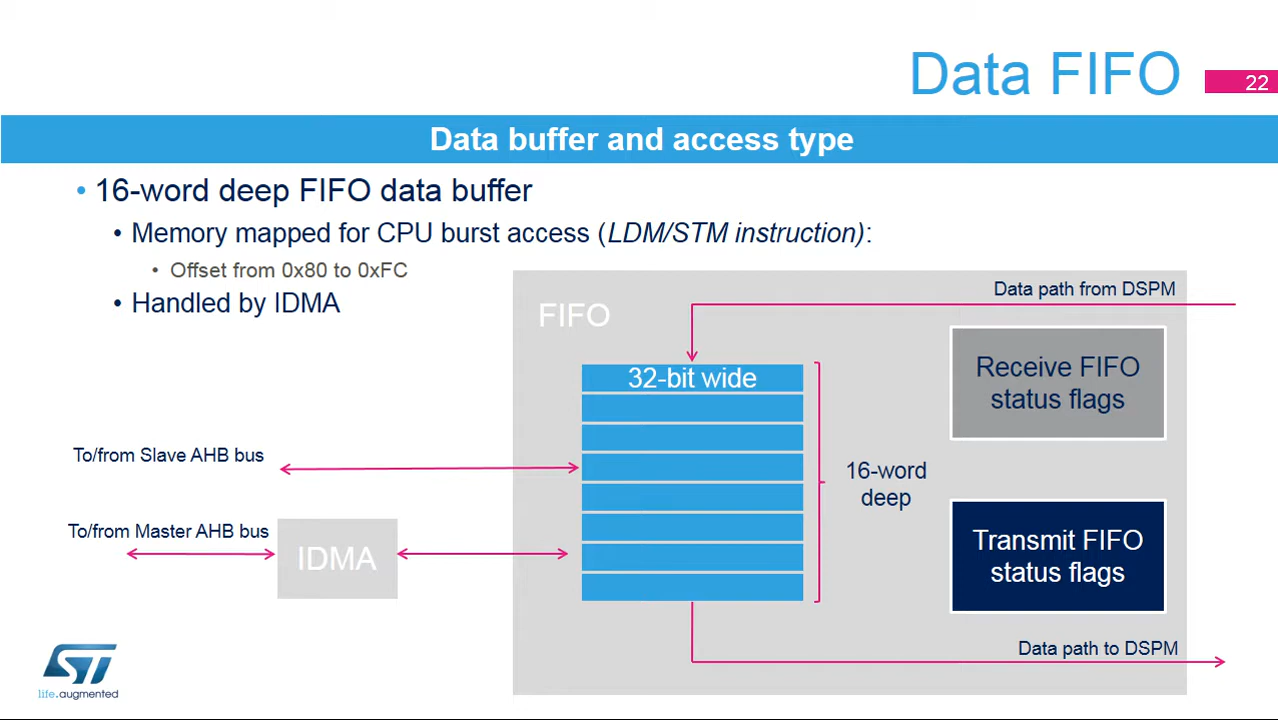 Data FIFO
22
Data buffer and access type
• 16-word deep FIFO data buffer
• Memory mapped for CPU burst access (LDM/STM instruction):
• Offset from 0x80 to 0xFC
• Handled by IDMA
Data path from DSPM
FIFO
32-bit wide
Receive FIFO
status flags
To/from Slave AHB bus
16-word
deep
To/from Master AHB bus
IDMA
Transmit FIFO
status flags
Data path to DSPM
ST
life.augmented